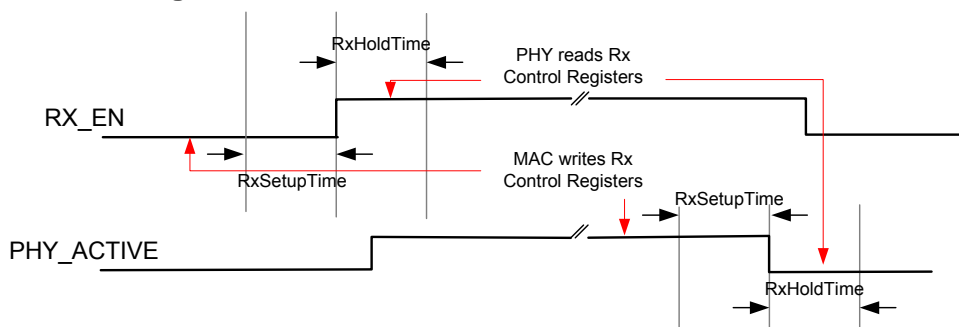 RxHoldTime
PHY reads Rx
Control Registers
RX_EN
RxSetupTime
MAC writes Rx
Control Registers
RxSetupTime
PHY_ACTIVE
RxHoldTime